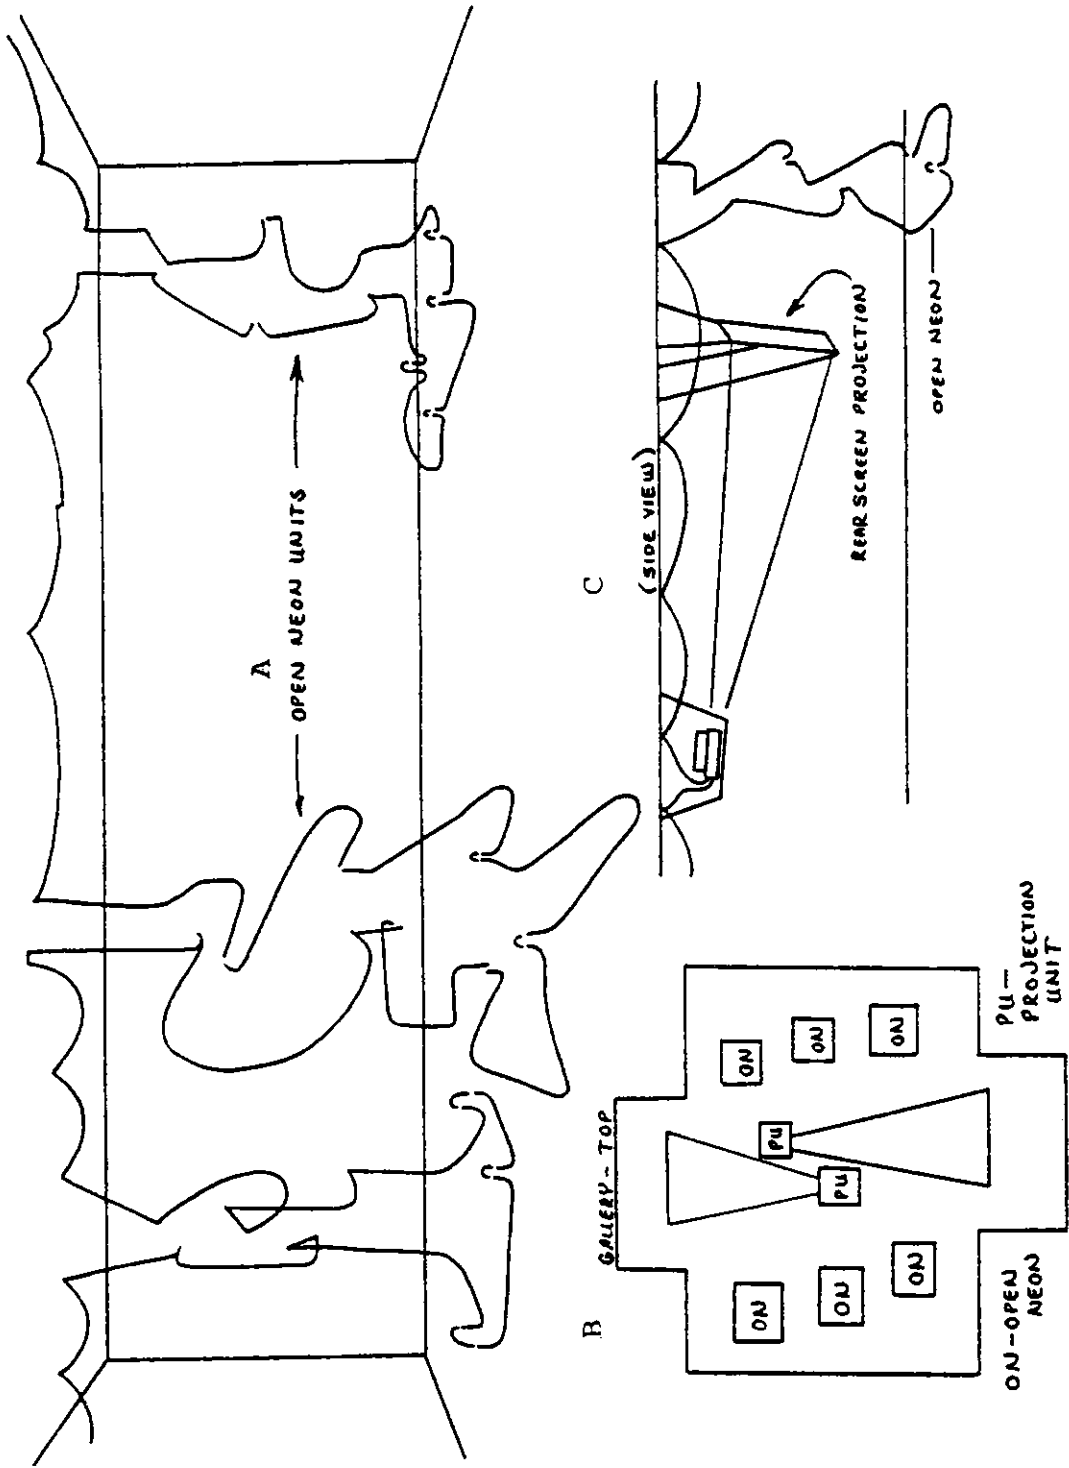 A
OPEN NEON UNITS
B
GALLERY - TOP
ON
ON
ON
PU
PU
ON
ON
ON
ON-OPEN
NEON
PU—
PROJECTION
UNIT
C
(SIDE VIEW)
REAR SCREEN PROJECTION
OPEN NEON